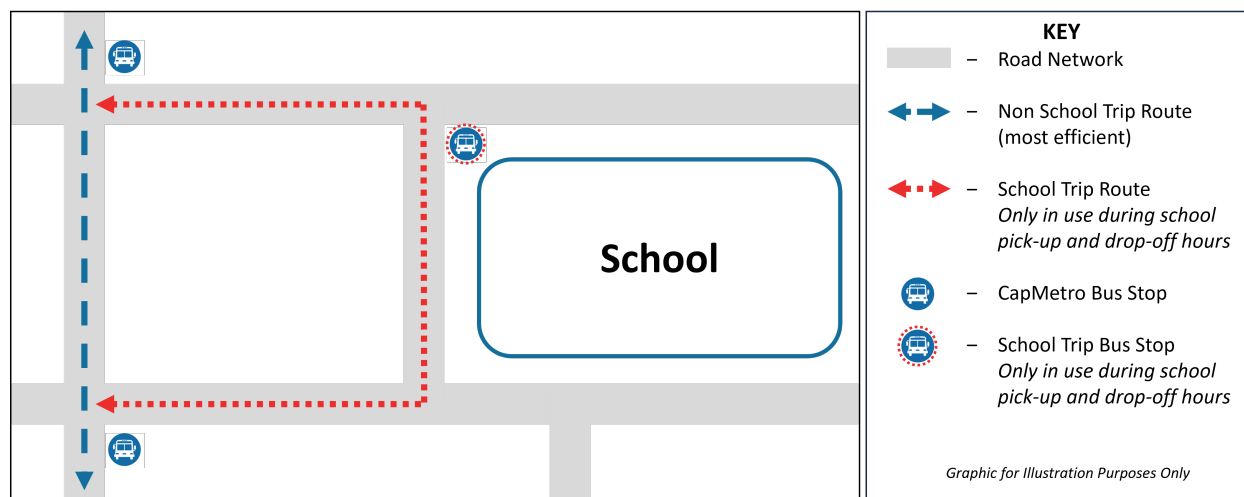 School
KEY
– Road Network
– Non School Trip Route
(most efficient)
– School Trip Route
Only in use during school
pick-up and drop-off hours
– CapMetro Bus Stop
– School Trip Bus Stop
Only in use during school
pick-up and drop-off hours
Graphic for Illustration Purposes Only